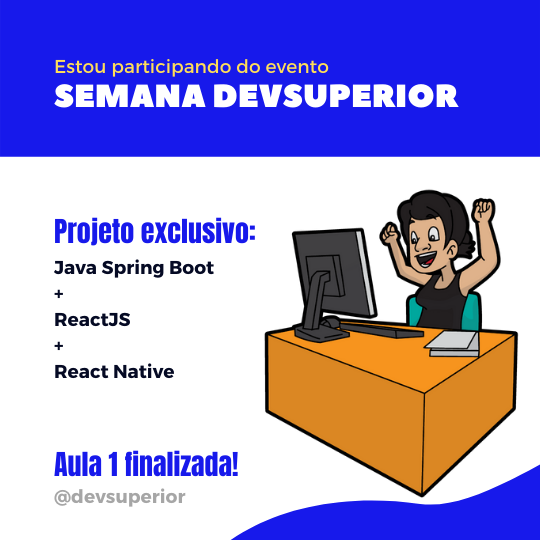 Estou participando do evento
SEMANA DEVSUPERIOR
Projeto exclusivo:
Java Spring Boot
+
ReactJS
+
React Native
Aula 1 finalizada!
@devsuperior